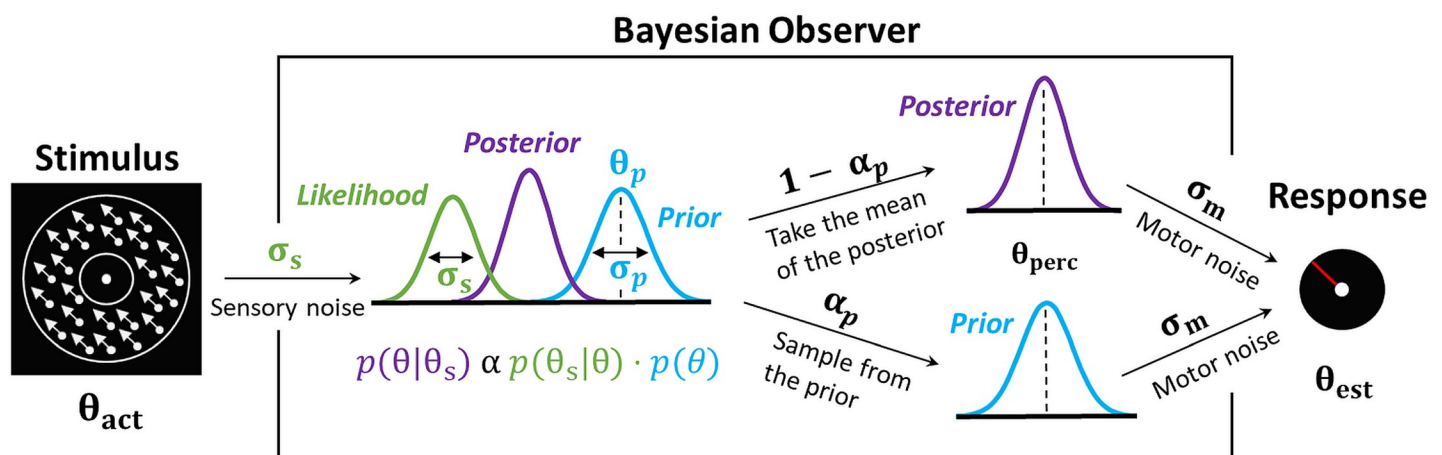 Bayesian Observer
Stimulus
θact
σs
Sensory noise
Likelihood
Posterior
θp
Prior
σs
σp
p(θ|θs) α p(θs|θ) · p(θ)
1 − αp
Take the mean
of the posterior
αp
Sample from
the prior
Posterior
θperc
Prior
σm
Motor noise
σm
Motor noise
Response
θest